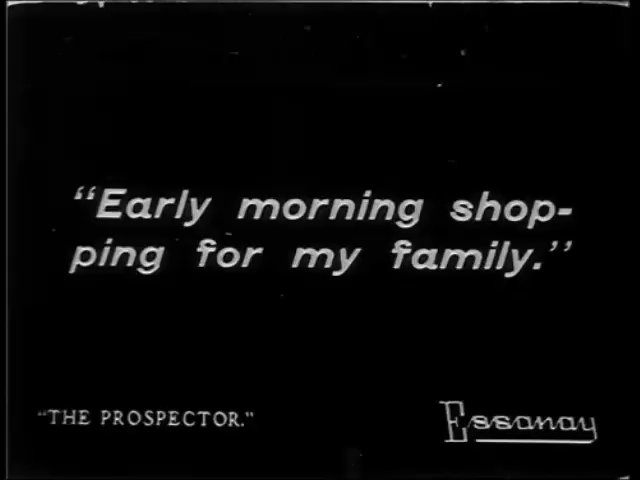 “Early morning shop-
ping for my family.”
“THE PROSPECTOR.”
Essanay